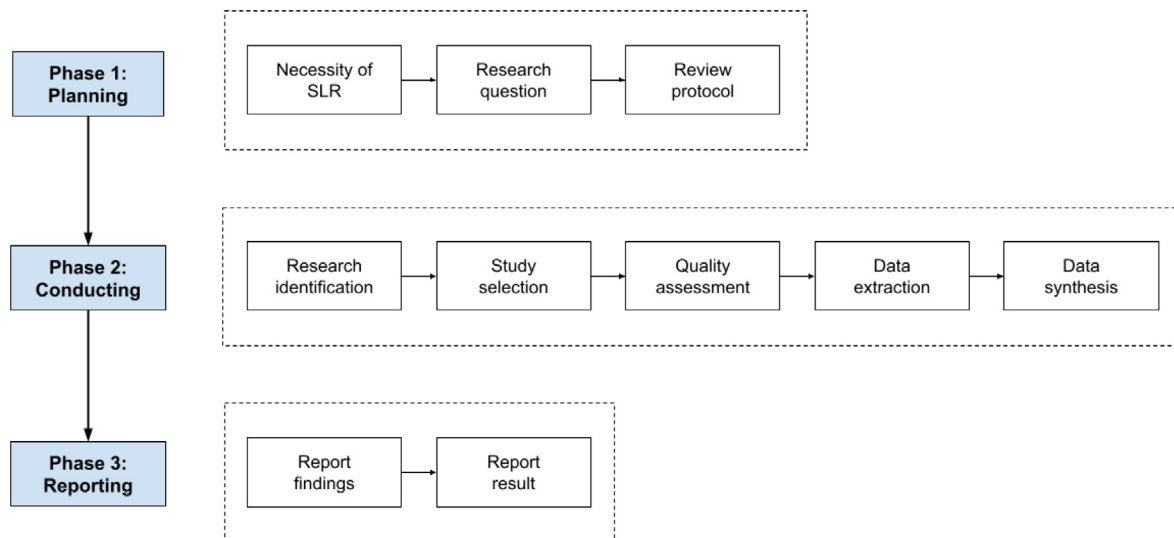 Phase 1:
Planning
Necessity of
SLR
Research
question
Review
protocol
Phase 2:
Conducting
Research
identification
Study
selection
Quality
assessment
Data
extraction
Data
synthesis
Phase 3:
Reporting
Report
findings
Report
result